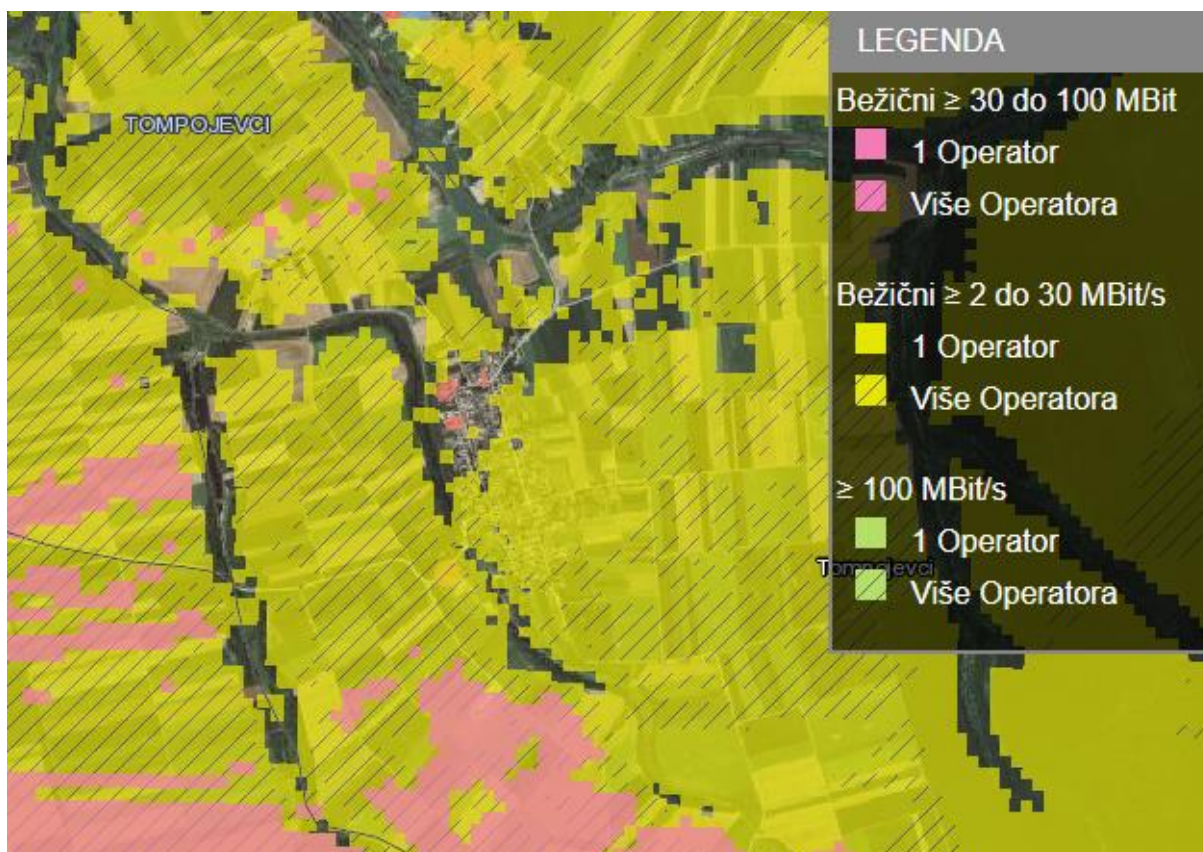 TOMPOJEVCI
LEGENDA
Bežični ≥ 30 do 100 MBit
1 Operator
Više Operatora
Bežični ≥ 2 do 30 MBit/s
1 Operator
Više Operatora
≥ 100 MBit/s
1 Operator
Više Operatora
Tompojevci